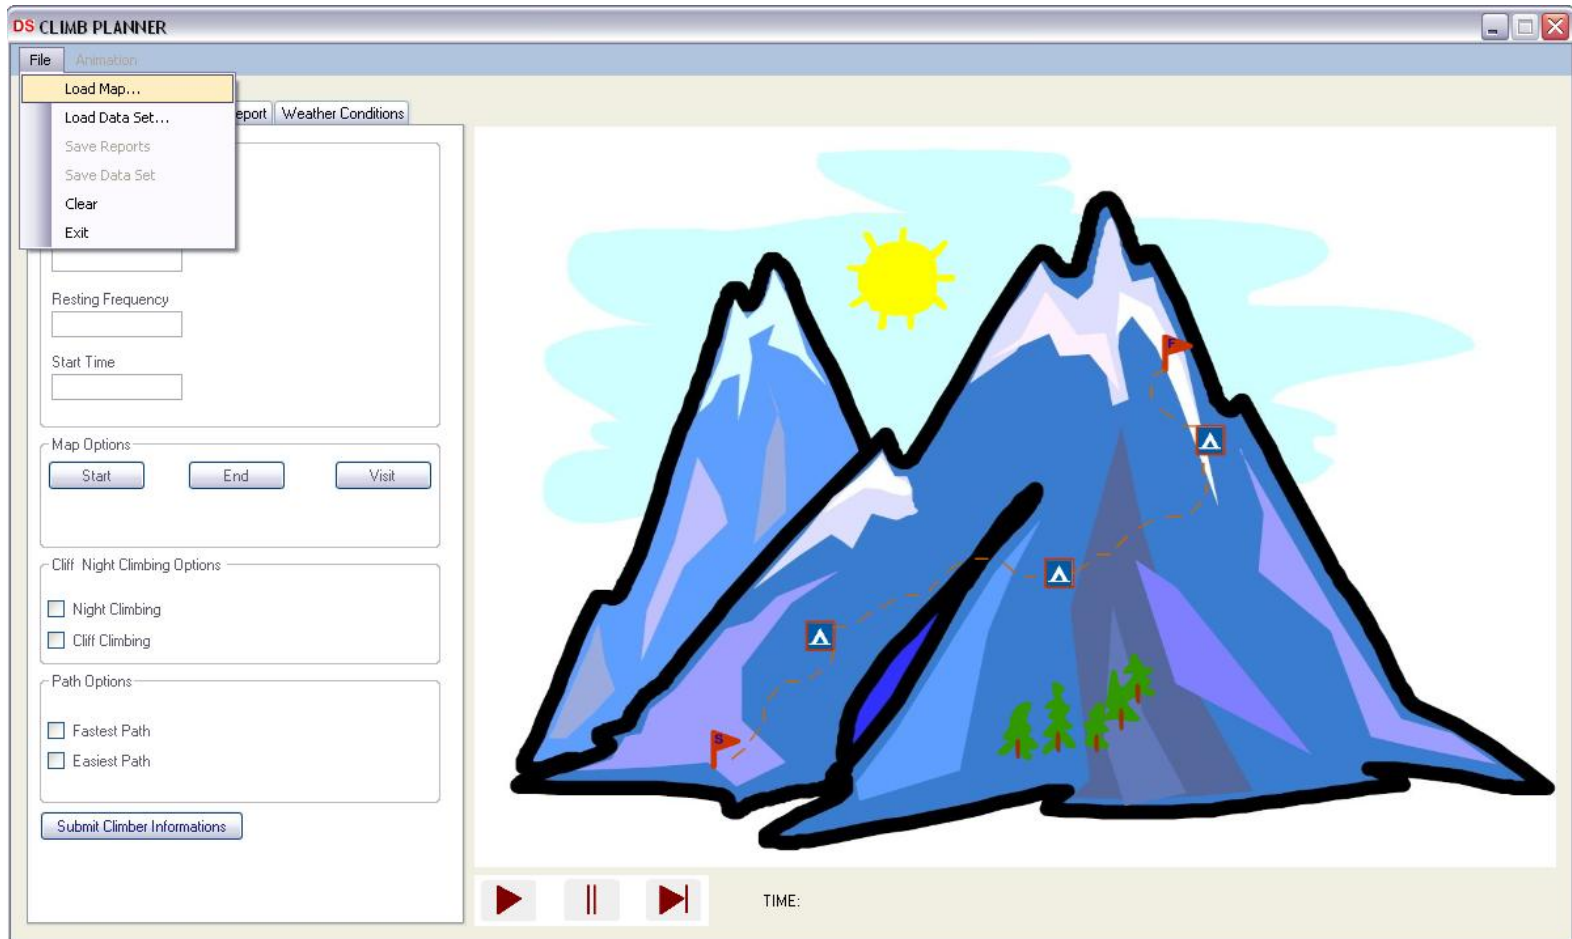 DS CLIMB PLANNER
File Animation
Load Map...
Load Data Set...
Save Reports
Save Data Set
Clear
Exit
Weather Conditions
Resting Frequency
Start Time
Map Options
Start End Visit
Cliff Night Climbing Options
Night Climbing
Cliff Climbing
Path Options
Fastest Path
Easiest Path
Submit Climber Informations
F
S
TIME: